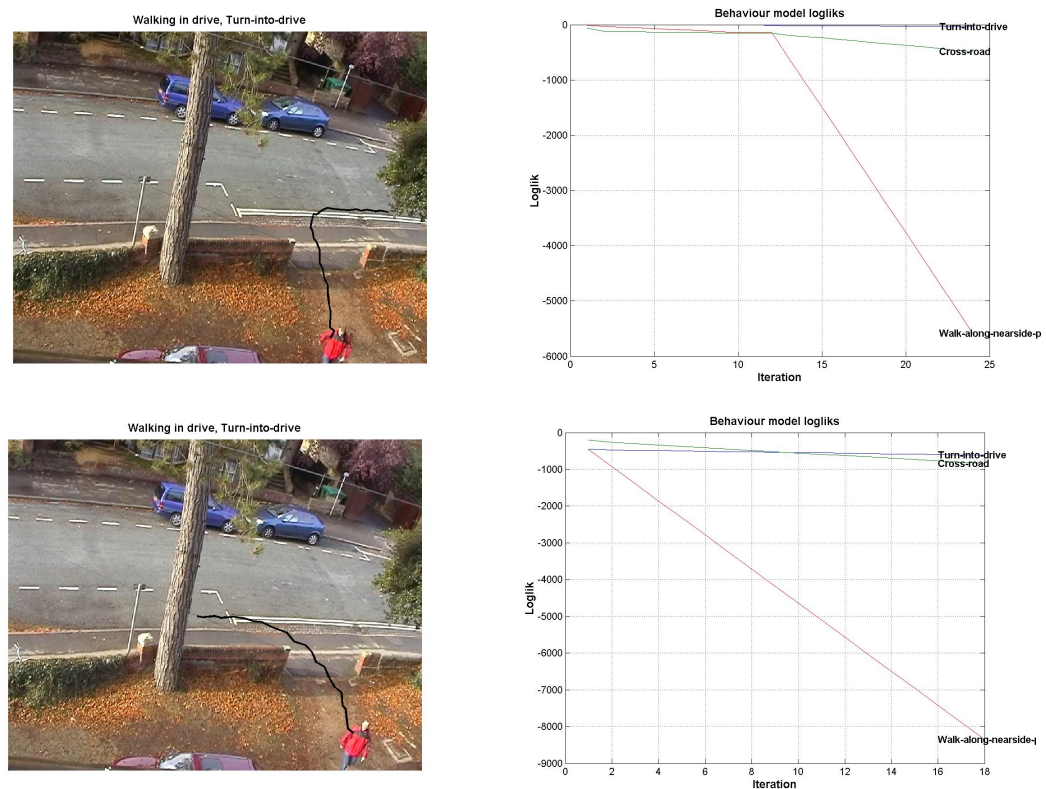 Walking in drive, Turn-into-drive
Behaviour model logliks
0
-1000
-2000
-3000
-4000
-5000
-6000
Loglik
Turn-into-drive
Cross-road
Walk-along-nearside-p
0 5 10 15 20 25
Iteration
Walking in drive, Turn-into-drive
Behaviour model logliks
0
-1000
-2000
-3000
-4000
-5000
-6000
-7000
-8000
-9000
Loglik
Turn-into-drive
Cross-road
Walk-along-nearside-
0 2 4 6 8 10 12 14 16 18
Iteration